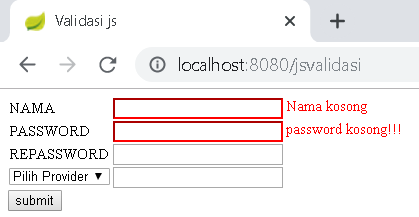 Validasi js
localhost:8080/jsvalidasi
NAMA Nama kosong
PASSWORD password kosong!!!
REPASSWORD
Pilih Provider
submit